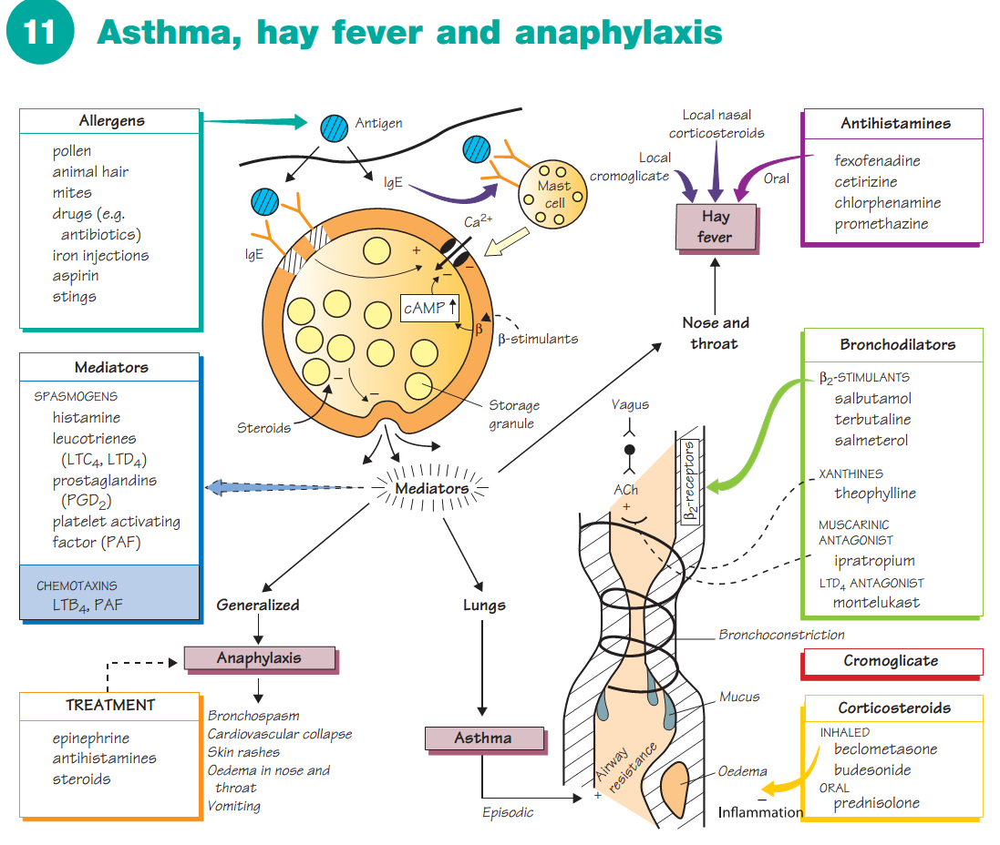 11 Asthma, hay fever and anaphylaxis
Allergens
pollen
animal hair
mites
drugs (e.g.
antibiotics)
iron injections
aspirin
stings
Antigen
IgE
IgE
Mast
cell
Ca²⁺
+
−
−
cAMP ↑
β
β-stimulants
−
−
Steroids
Storage
granule
Mediators
Local nasal
corticosteroids
Local
cromoglicate
Oral
Hay
fever
Nose and
throat
Antihistamines
fexofenadine
cetirizine
chlorphenamine
promethazine
Mediators
SPASMOGENS
histamine
leucotrienes
(LTC₄, LTD₄)
prostaglandins
(PGD₂)
platelet activating
factor (PAF)
CHEMOTAXINS
LTB₄, PAF
Generalized
Anaphylaxis
Bronchospasm
Cardiovascular collapse
Skin rashes
Oedema in nose and
throat
Vomiting
TREATMENT
epinephrine
antihistamines
steroids
Lungs
Asthma
Episodic
Vagus
ACh
+
β₂-receptors
Bronchoconstriction
Mucus
Airway
resistance
+
Oedema
−
Inflammation
Bronchodilators
β₂-STIMULANTS
salbutamol
terbutaline
salmeterol
XANTHINES
theophylline
MUSCARINIC
ANTAGONIST
ipratropium
LTD₄ ANTAGONIST
montelukast
Cromoglicate
Corticosteroids
INHALED
beclometasone
budesonide
ORAL
prednisolone